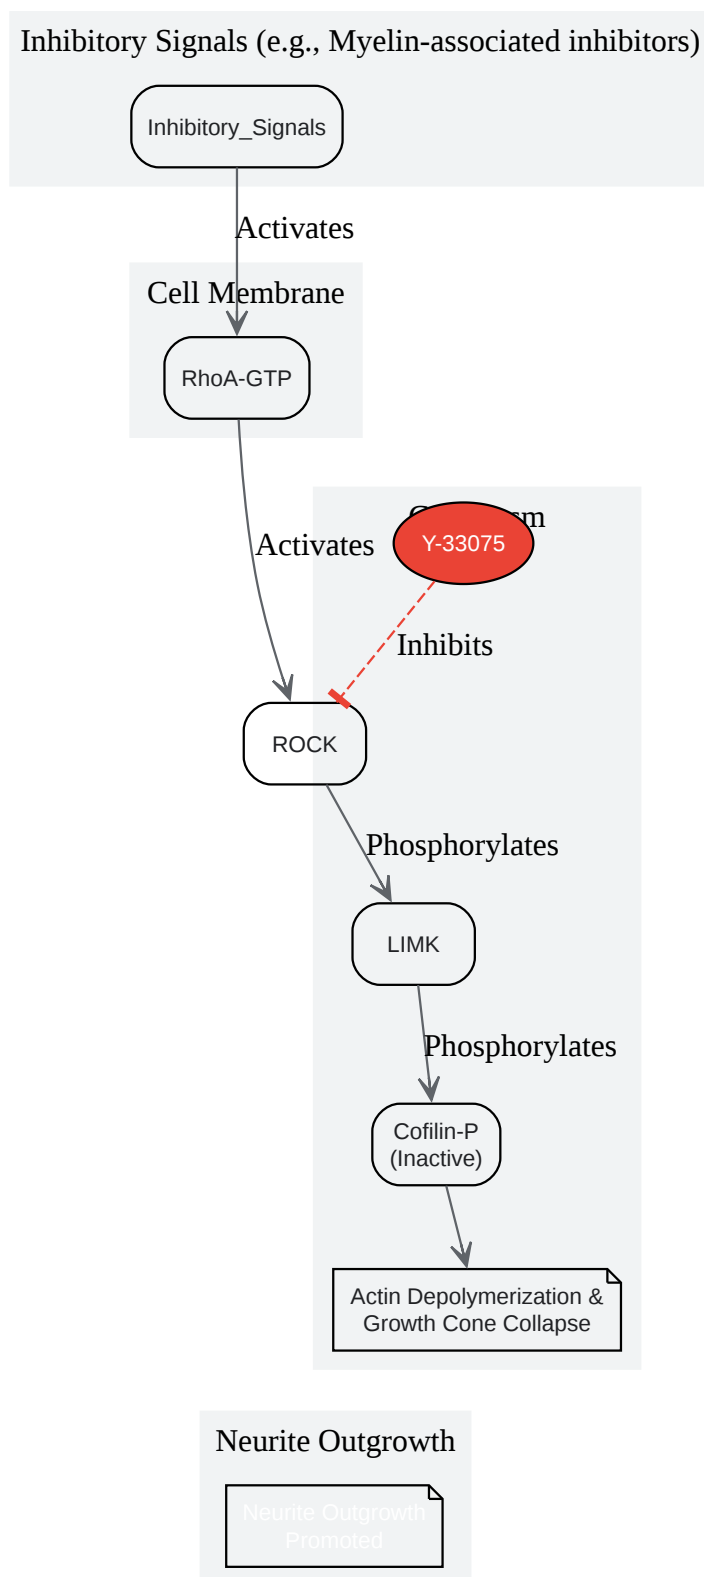 Inhibitory Signals (e.g., Myelin-associated inhibitors)
Inhibitory_Signals
Activates
Cell Membrane
RhoA-GTP
Y-33075
Activates
Inhibits
ROCK
Phosphorylates
LIMK
Phosphorylates
Cofilin-P
(Inactive)
Actin Depolymerization &
Growth Cone Collapse
Neurite Outgrowth
Neurite Outgrowth
Promoted